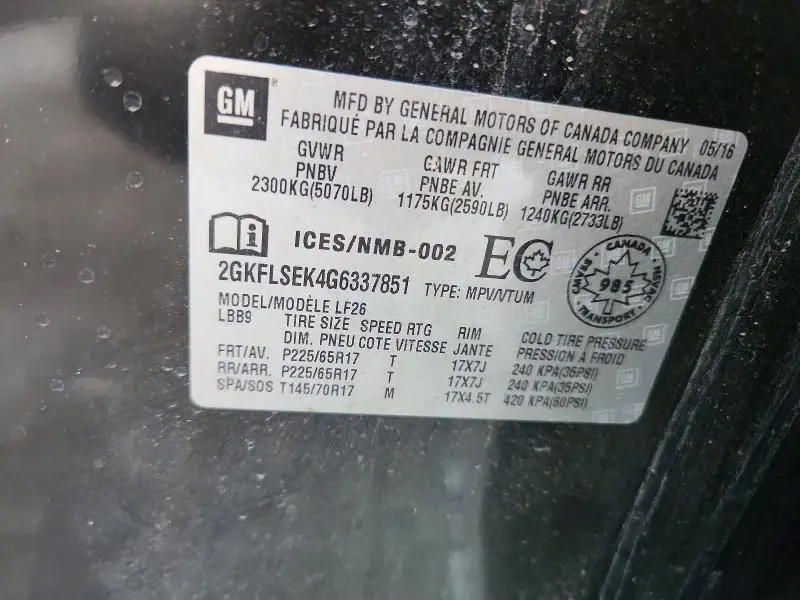 GM
MFD BY GENERAL MOTORS OF CANADA COMPANY 05/16
FABRIQUÉ PAR LA COMPAGNIE GENERAL MOTORS DU CANADA
GVWR GAWR FRT GAWR RR
PNBV PNBE AV. PNBE ARR.
2300KG(5070LB) 1175KG(2590LB) 1240KG(2733LB)
ICES/NMB-002 EC
CANADA
985
TRANSPORT
2GKFLSEK4G6337851 TYPE: MPV/VTUM
MODEL/MODÈLE LF26
LBB9 TIRE SIZE SPEED RTG RIM COLD TIRE PRESSURE
DIM. PNEU COTE VITESSE JANTE PRESSION À FROID
FRT/AV. P225/65R17 T 17X7J 240 KPA(35PSI)
RR/ARR. P225/65R17 T 17X7J 240 KPA(35PSI)
SPA/SOS T145/70R17 M 17X4.5T 420 KPA(60PSI)